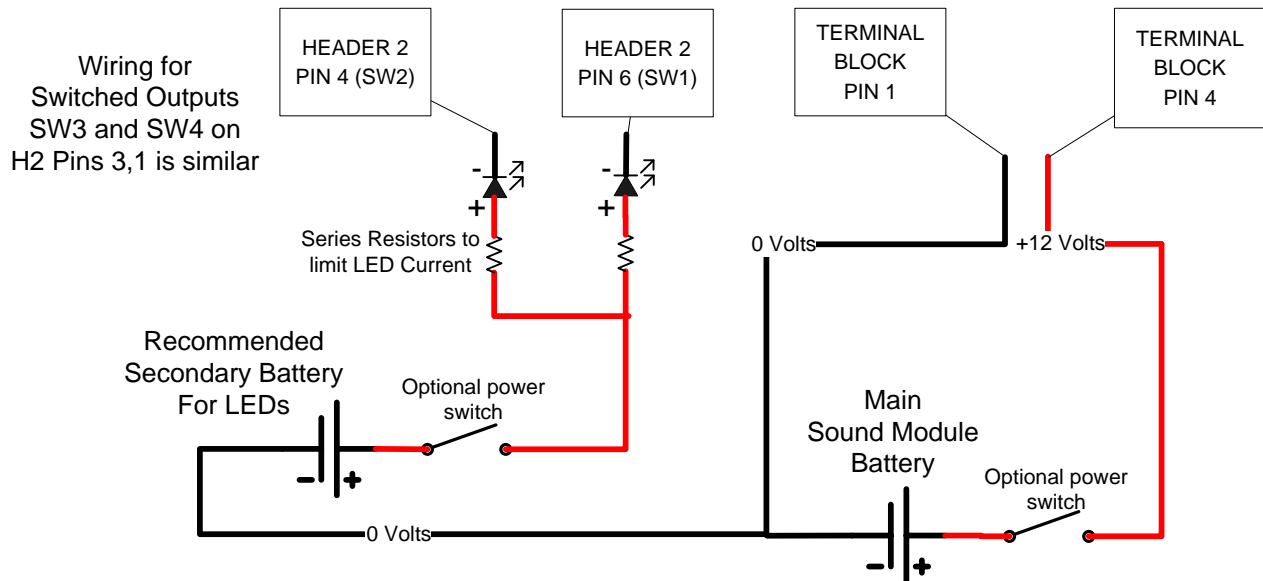 Wiring for
Switched Outputs
SW3 and SW4 on
H2 Pins 3,1 is similar
HEADER 2
PIN 4 (SW2)
HEADER 2
PIN 6 (SW1)
TERMINAL
BLOCK
PIN 1
TERMINAL
BLOCK
PIN 4
-
+
-
+
Series Resistors to
limit LED Current
0 Volts
+12 Volts
Recommended
Secondary Battery
For LEDs
Optional power
switch
- +
0 Volts
Main
Sound Module
Battery
Optional power
switch
- +